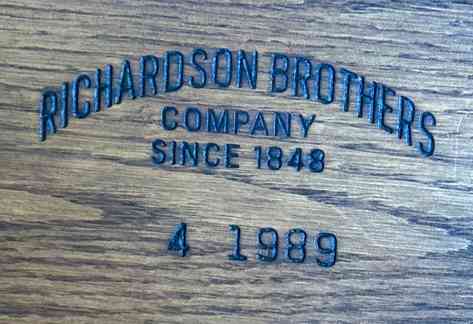 RICHARDSON BROTHERS
COMPANY
SINCE 1848
4 1989